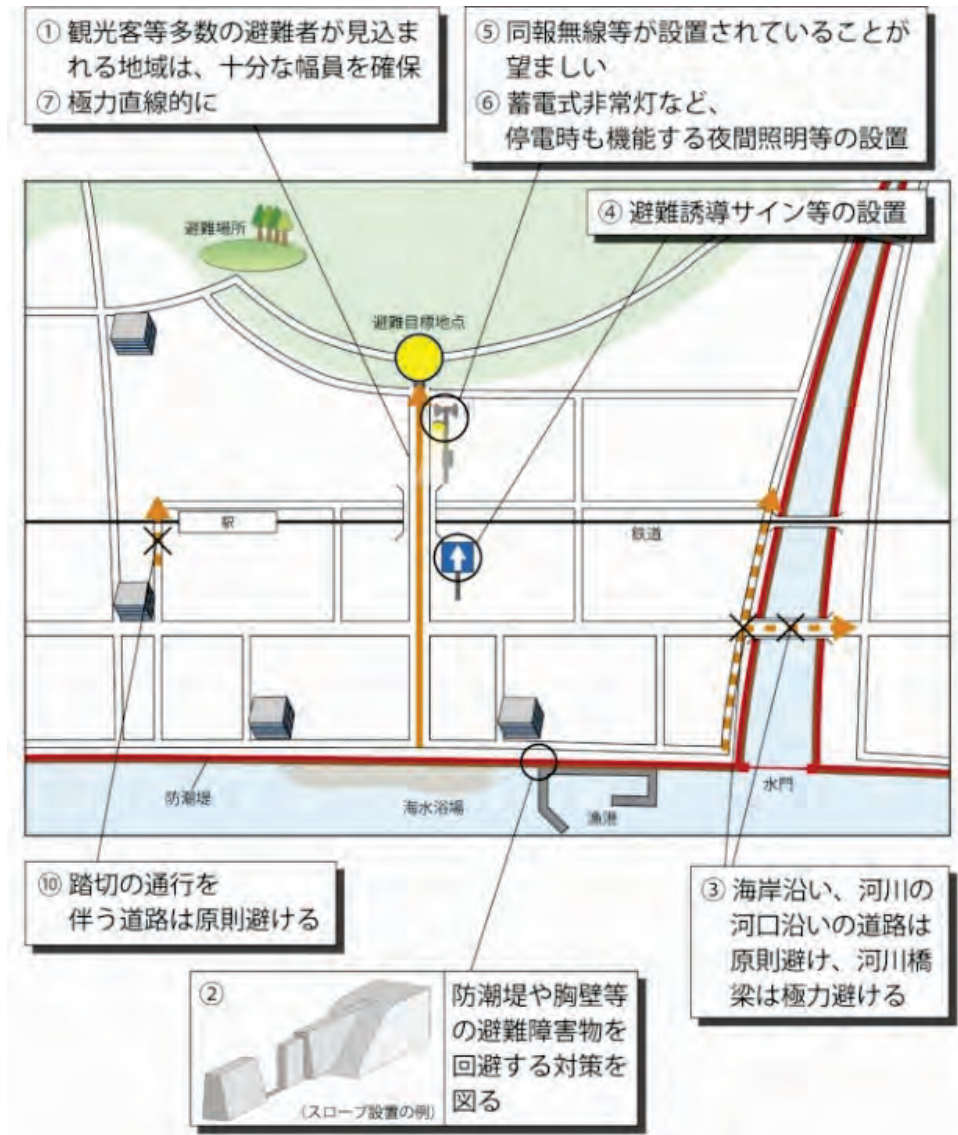 ① 観光客等多数の避難者が見込ま
れる地域は、十分な幅員を確保
⑦ 極力直線的に
⑤ 同報無線等が設置されていることが
望ましい
⑥ 蓄電式非常灯など、
停電時も機能する夜間照明等の設置
④ 避難誘導サイン等の設置
避難場所
避難目標地点
駅
鉄道
防潮堤
海水浴場
漁港
水門
⑩ 踏切の通行を
伴う道路は原則避ける
③ 海岸沿い、河川の
河口沿いの道路は
原則避け、河川橋
梁は極力避ける
②
(スロープ設置の例)
防潮堤や胸壁等
の避難障害物を
回避する対策を
図る